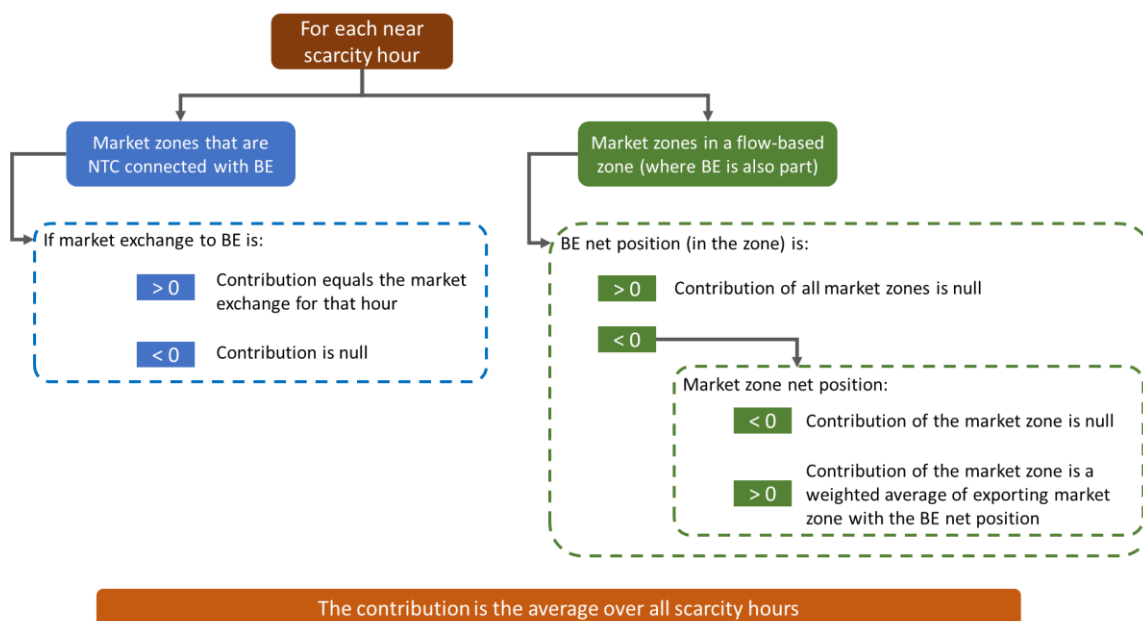 For each near
scarcity hour
Market zones that are
NTC connected with BE
Market zones in a flow-based
zone (where BE is also part)
If market exchange to BE is:
> 0
Contribution equals the market
exchange for that hour
< 0
Contribution is null
BE net position (in the zone) is:
> 0
Contribution of all market zones is null
< 0
Market zone net position:
< 0
Contribution of the market zone is null
> 0
Contribution of the market zone is a
weighted average of exporting market
zone with the BE net position
The contribution is the average over all scarcity hours